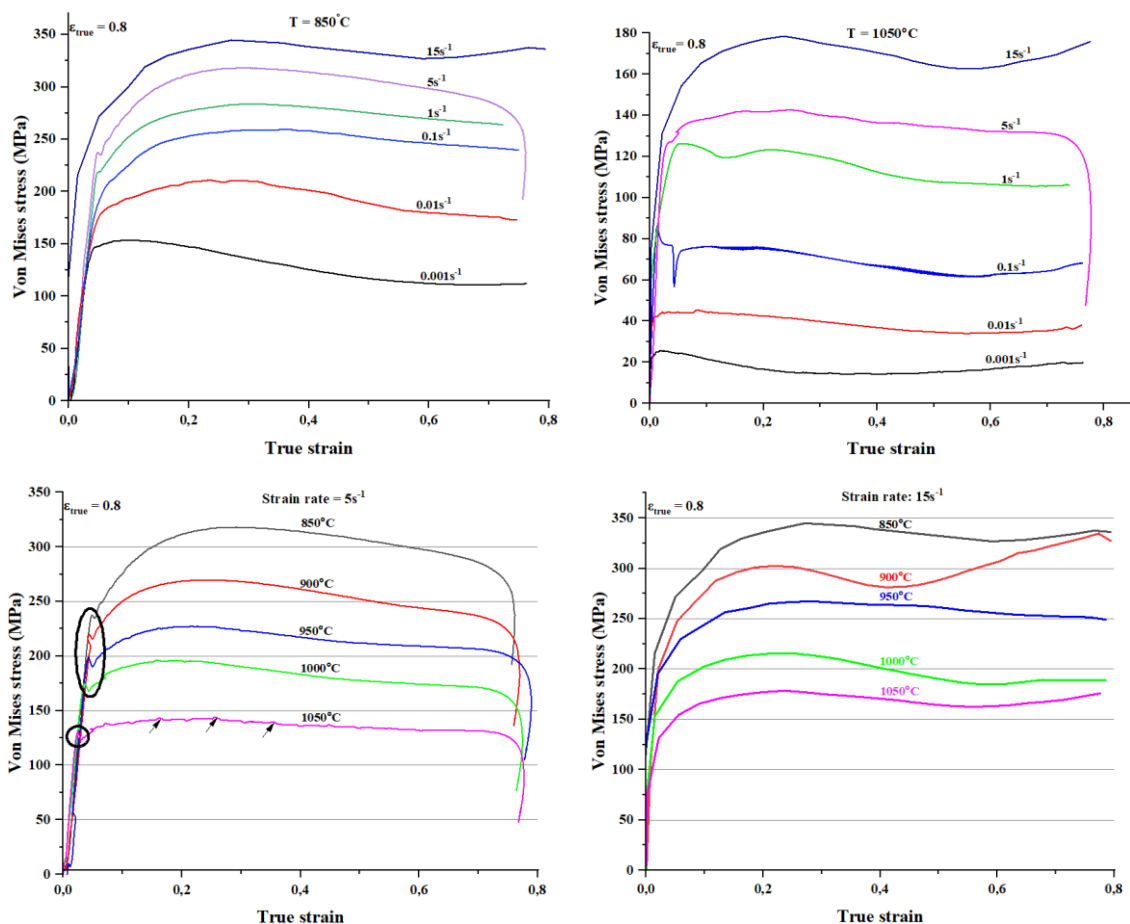 T = 850°C
ε_true = 0.8
15s⁻¹
5s⁻¹
1s⁻¹
0.1s⁻¹
0.01s⁻¹
0.001s⁻¹
350
300
250
200
150
100
50
0
0,0 0,2 0,4 0,6 0,8
Von Mises stress (MPa)
True strain
T = 1050°C
ε_true = 0.8
15s⁻¹
5s⁻¹
1s⁻¹
0.1s⁻¹
0.01s⁻¹
0.001s⁻¹
180
160
140
120
100
80
60
40
20
0
0,0 0,2 0,4 0,6 0,8
Von Mises stress (MPa)
True strain
Strain rate = 5s⁻¹
ε_true = 0.8
850°C
900°C
950°C
1000°C
1050°C
350
300
250
200
150
100
50
0
0,0 0,2 0,4 0,6 0,8
Von Mises stress (MPa)
True strain
Strain rate: 15s⁻¹
ε_true = 0.8
850°C
900°C
950°C
1000°C
1050°C
350
300
250
200
150
100
50
0
0,0 0,2 0,4 0,6 0,8
Von Mises stress (MPa)
True strain